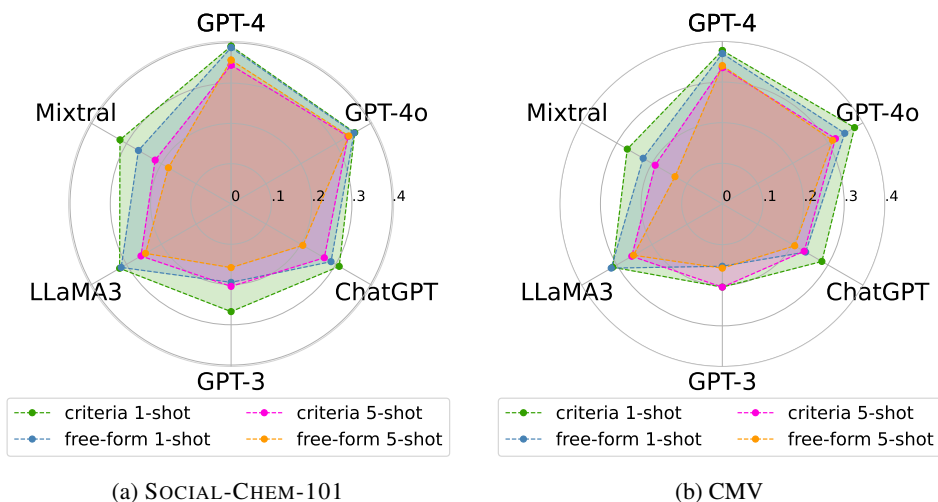 GPT-4
GPT-4
Mixtral
GPT-4o
Mixtral
GPT-4o
0 .1 .2 .3 .4
0 .1 .2 .3 .4
LLaMA3
ChatGPT
LLaMA3
ChatGPT
GPT-3
GPT-3
criteria 1-shot
criteria 5-shot
free-form 1-shot
free-form 5-shot
criteria 1-shot
criteria 5-shot
free-form 1-shot
free-form 5-shot
(a) SOCIAL-CHEM-101
(b) CMV